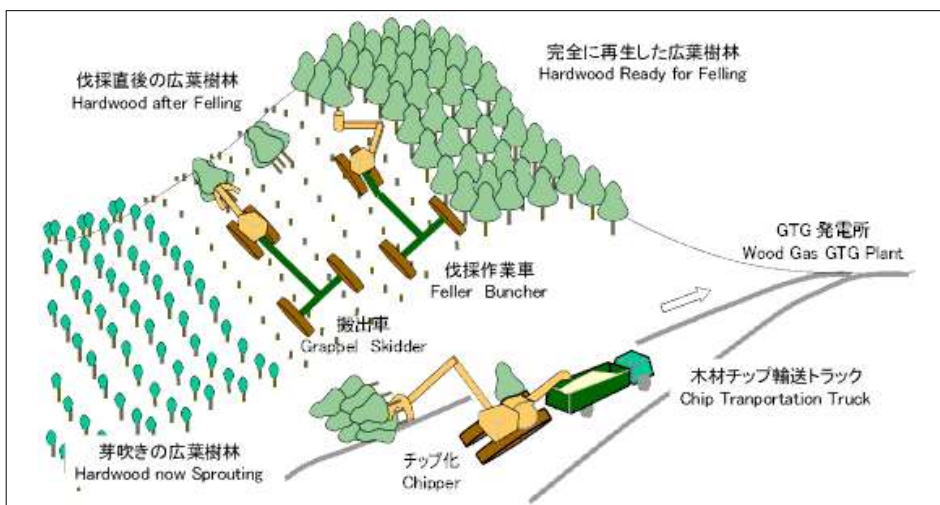 完全に再生した広葉樹林
Hardwood Ready for Felling
伐採直後の広葉樹林
Hardwood after Felling
GTG 発電所
Wood Gas GTG Plant
伐採作業車
Feller Buncher
搬出車
Grappel Skidder
木材チップ輸送トラック
Chip Tranportation Truck
芽吹きの広葉樹林
Hardwood now Sprouting
チップ化
Chipper